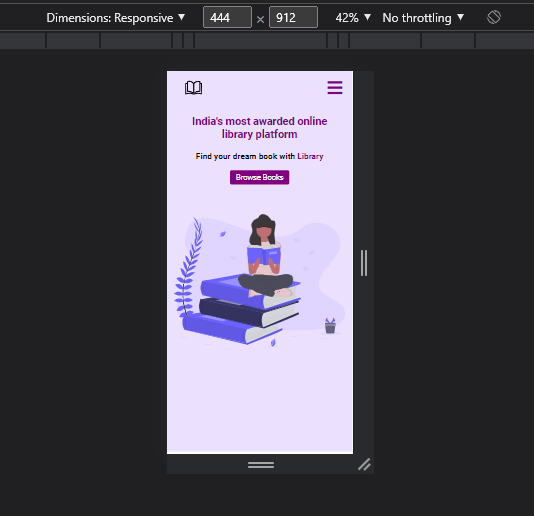 Dimensions: Responsive ▼ 444 × 912 42% ▼ No throttling ▼
India's most awarded online
library platform
Find your dream book with Library
Browse Books